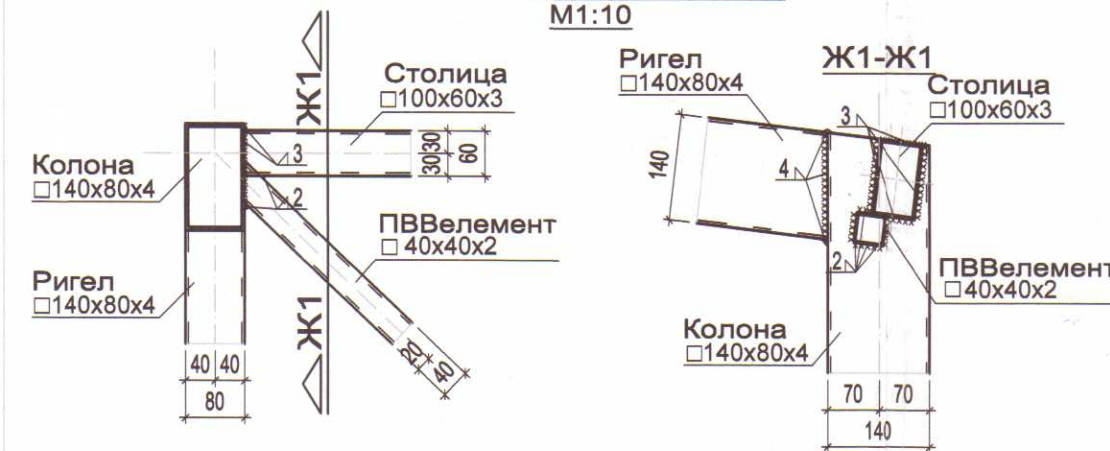 М1:10
Ж1
Столица
□100x60x3
Колона
□140x80x4
3
2
30
30
60
ПВВелемент
□ 40x40x2
Ригел
□140x80x4
Ж1
20
40
40
40
80
Ригел
□140x80x4
Ж1-Ж1
Столица
□100x60x3
3
4
140
2
ПВВелемент
□40x40x2
Колона
□140x80x4
70
70
140